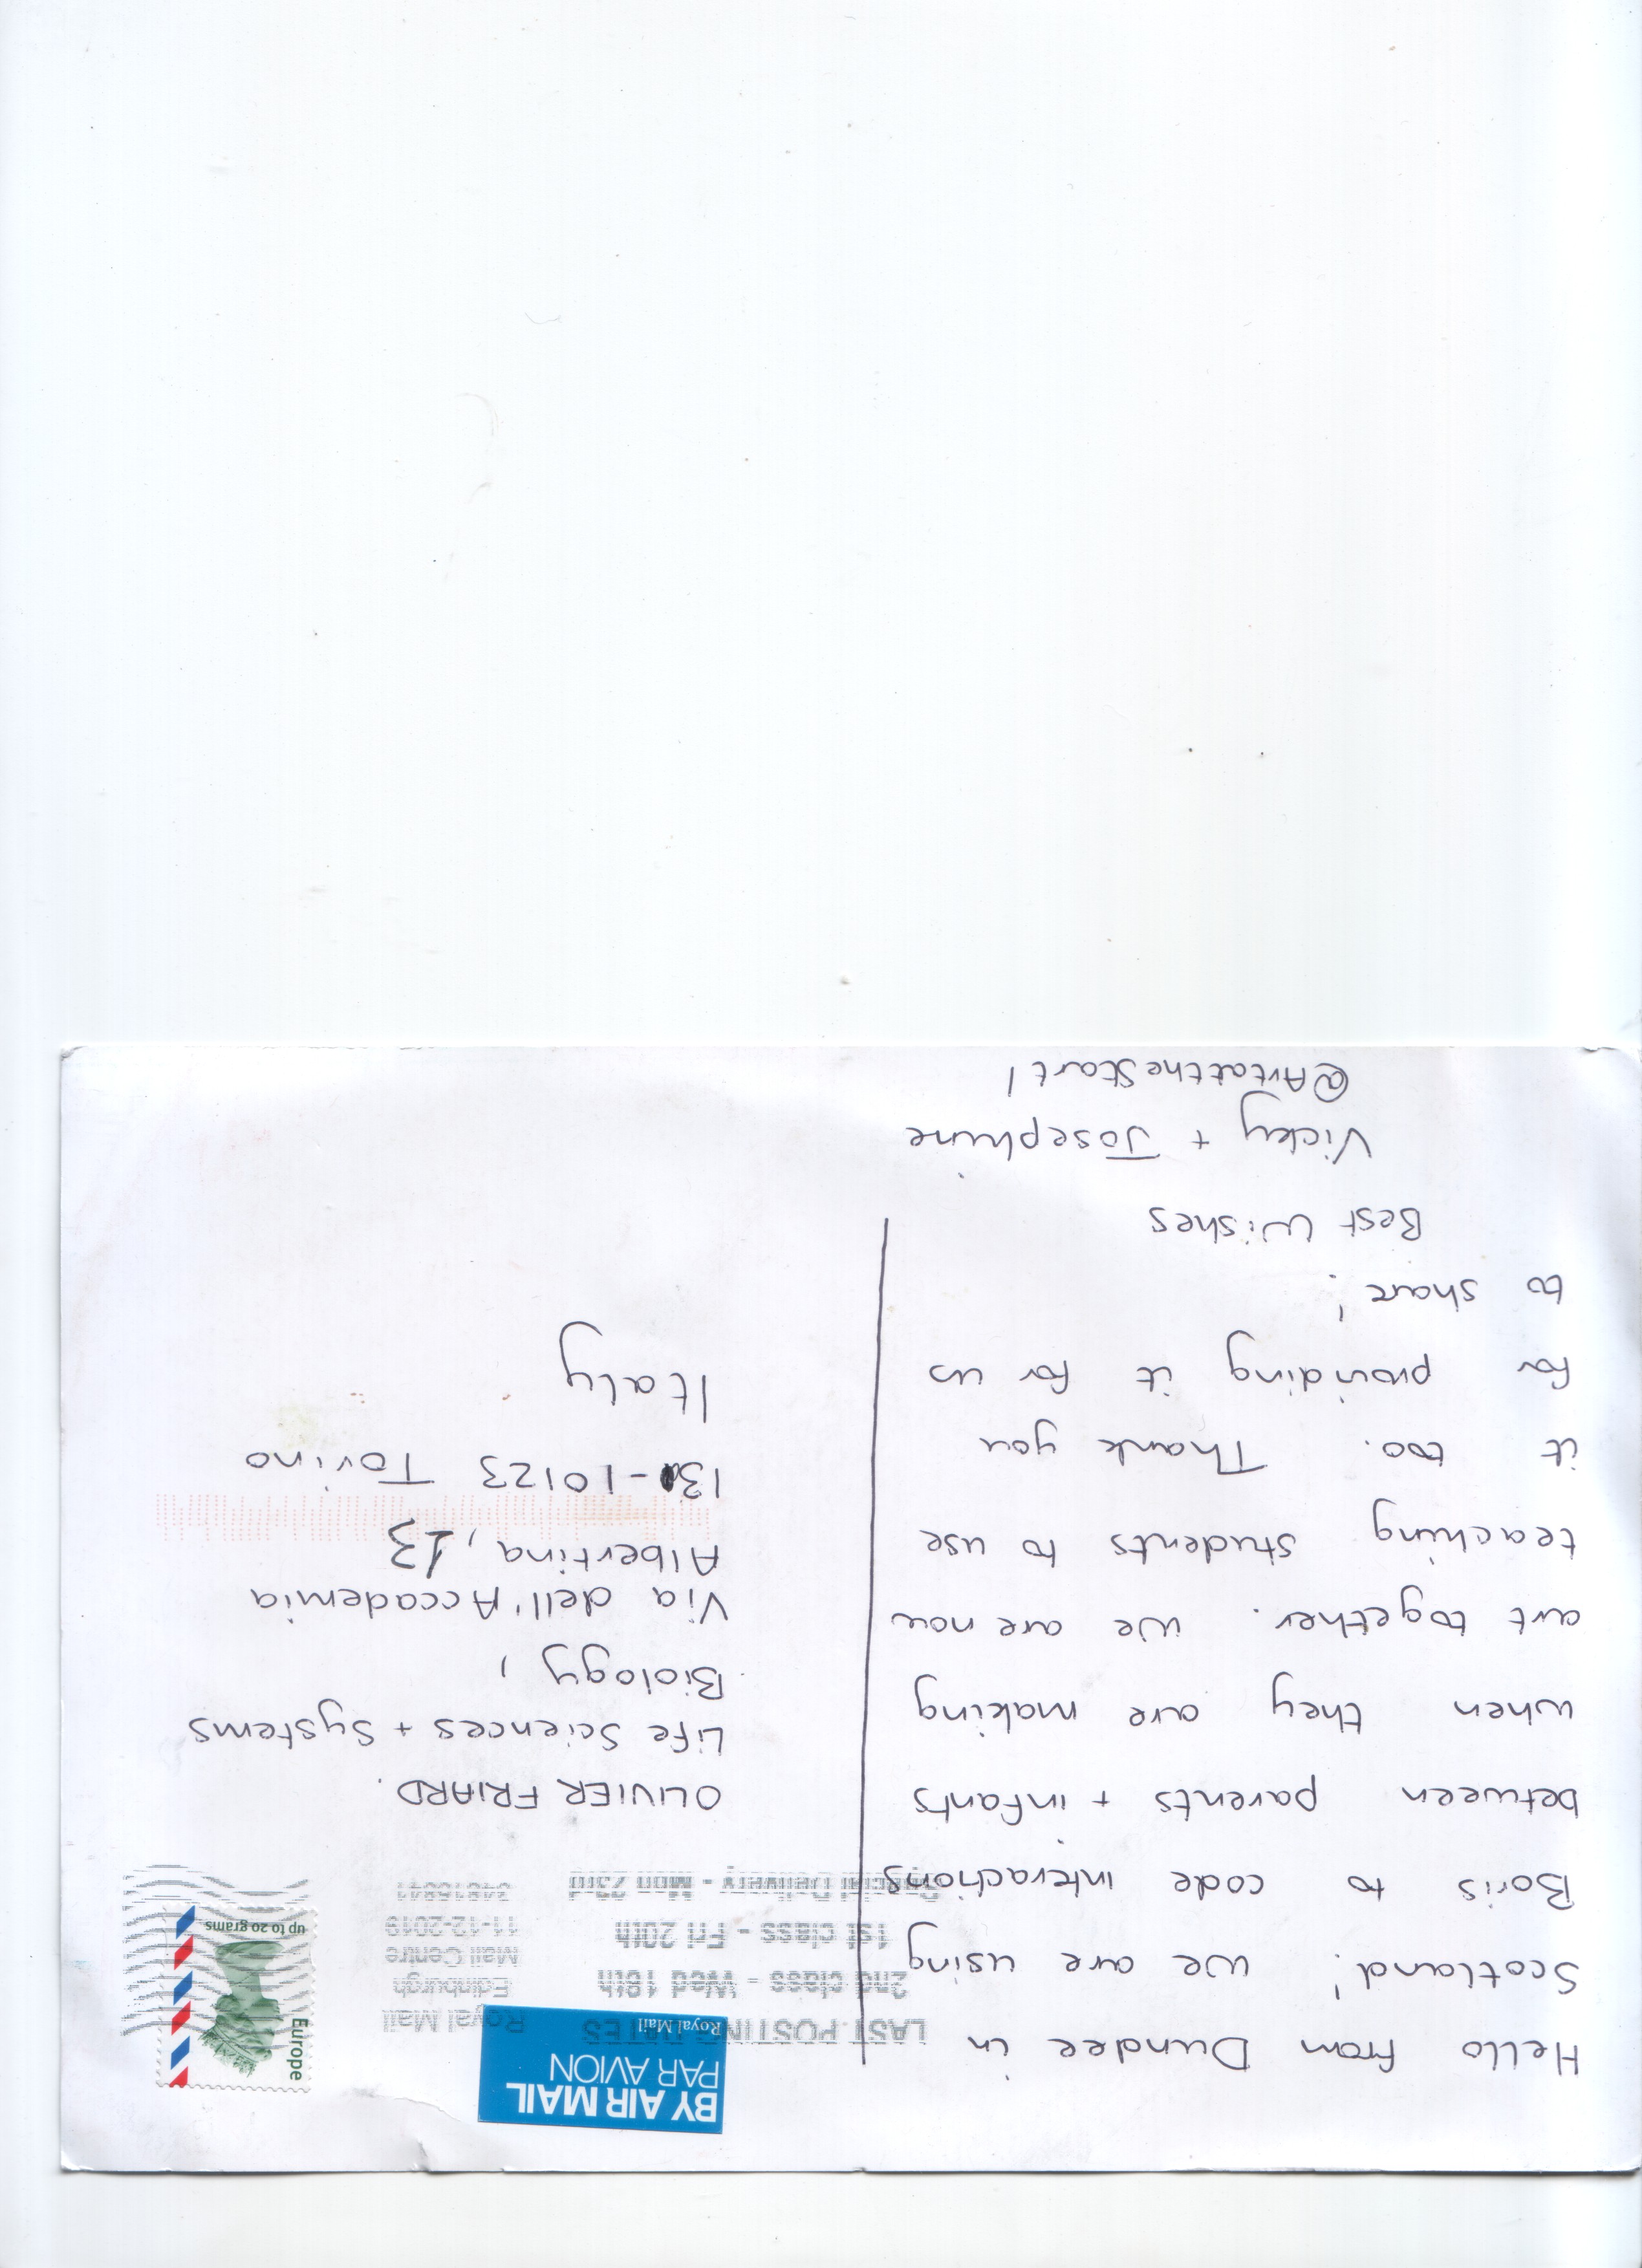 Hello from Dundee in
Scotland! We are using
Boris to code interactions
between parents + infants
when they are making
art together. We are now
teaching students to use
it too. Thank you
for providing it for us
to share!
Best Wishes
Vicky + Josephine
@ArtattheStart1
BY AIR MAIL
PAR AVION
Royal Mail
LAST POSTING DATES
2nd class - Wed 18th
1st class - Fri 20th
Special Delivery - Mon 23rd
Royal Mail
Edinburgh
Mail Centre
11-12-2019
Europe
up to 20 grams
OLIVIER FRIARD.
Life Sciences + Systems
Biology,
Via dell'Accademia
Albertina, 13
13-10123 Torino
Italy